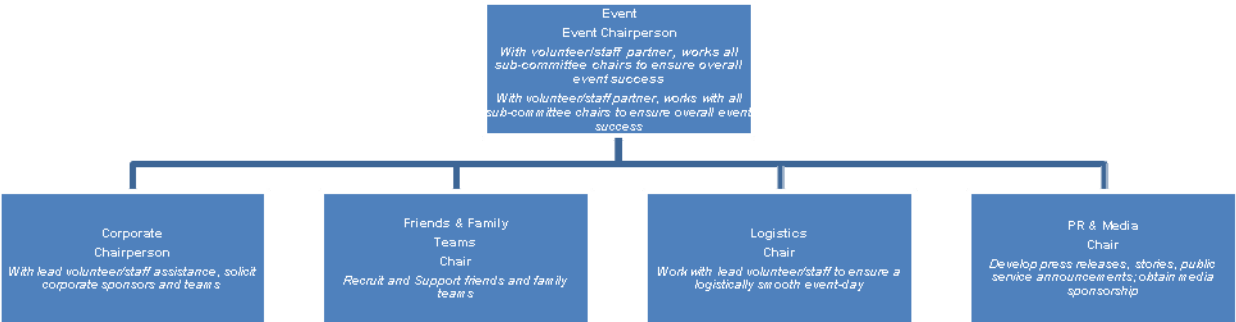 Event
Event Chairperson
With volunteer/staff partner, works all
sub-committee chairs to ensure overall
event success
With volunteer/staff partner, works with all
sub-committee chairs to ensure overall event
success
Corporate
Chairperson
With lead volunteer/staff assistance, solicit
corporate sponsors and teams
Friends & Family
Teams
Chair
Recruit and Support friends and family
teams
Logistics
Chair
Work with lead volunteer/staff to ensure a
logistically smooth event-day
PR & Media
Chair
Develop press releases, stories, public
service announcements; obtain media
sponsorship